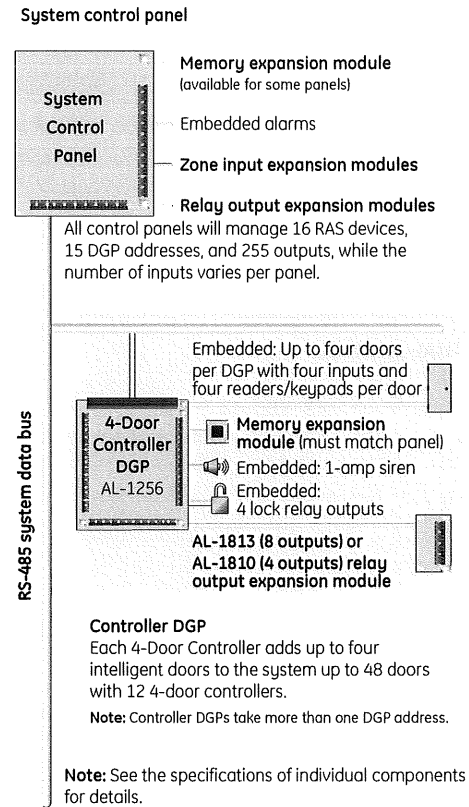 System control panel
Memory expansion module
(available for some panels)
System
Control
Panel
Embedded alarms
Zone input expansion modules
Relay output expansion modules
All control panels will manage 16 RAS devices,
15 DGP addresses, and 255 outputs, while the
number of inputs varies per panel.
RS-485 system data bus
Embedded: Up to four doors
per DGP with four inputs and
four readers/keypads per door
4-Door
Controller
DGP
AL-1256
Memory expansion
module (must match panel)
Embedded: 1-amp siren
Embedded:
4 lock relay outputs
AL-1813 (8 outputs) or
AL-1810 (4 outputs) relay
output expansion module
Controller DGP
Each 4-Door Controller adds up to four
intelligent doors to the system up to 48 doors
with 12 4-door controllers.
Note: Controller DGPs take more than one DGP address.
Note: See the specifications of individual components
for details.